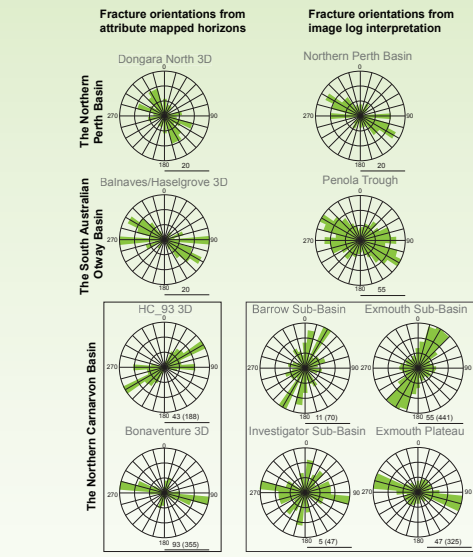 Fracture orientations from
attribute mapped horizons
Fracture orientations from
image log interpretation
The Northern
Perth Basin
Dongara North 3D
0
270
90
180
20
Northern Perth Basin
0
270
90
180
20
The South Australian
Otway Basin
Balnaves/Haselgrove 3D
0
270
90
180
20
Penola Trough
0
270
90
180
55
The Northern Carnarvon Basin
HC_93 3D
0
270
90
180
43 (188)
Barrow Sub-Basin
0
270
90
180
11 (70)
Exmouth Sub-Basin
0
270
90
180
55 (441)
Bonaventure 3D
0
270
90
180
93 (355)
Investigator Sub-Basin
0
270
90
180
5 (47)
Exmouth Plateau
0
270
90
180
47 (325)